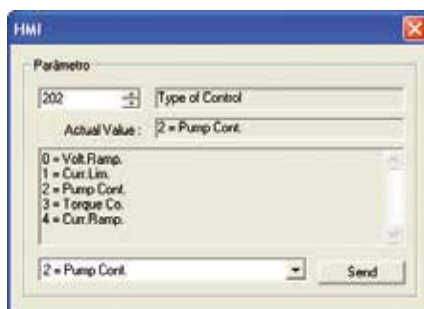 HMI
Parâmetro
202 Type of Control
Actual Value : 2 = Pump Cont.
0 = Volt.Ramp.
1 = Curr.Lim.
2 = Pump Cont.
3 = Torque Co.
4 = Curr.Ramp.
2 = Pump Cont. Send